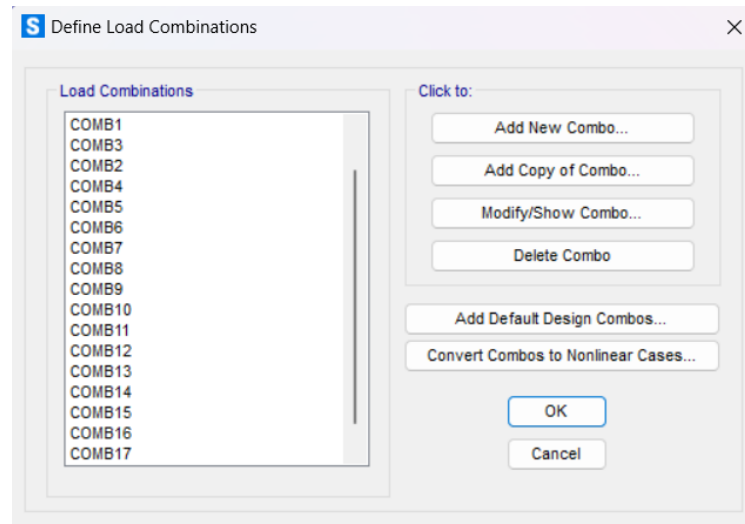 S Define Load Combinations
Load Combinations
COMB1
COMB3
COMB2
COMB4
COMB5
COMB6
COMB7
COMB8
COMB9
COMB10
COMB11
COMB12
COMB13
COMB14
COMB15
COMB16
COMB17
Click to:
Add New Combo...
Add Copy of Combo...
Modify/Show Combo...
Delete Combo
Add Default Design Combos...
Convert Combos to Nonlinear Cases...
OK
Cancel